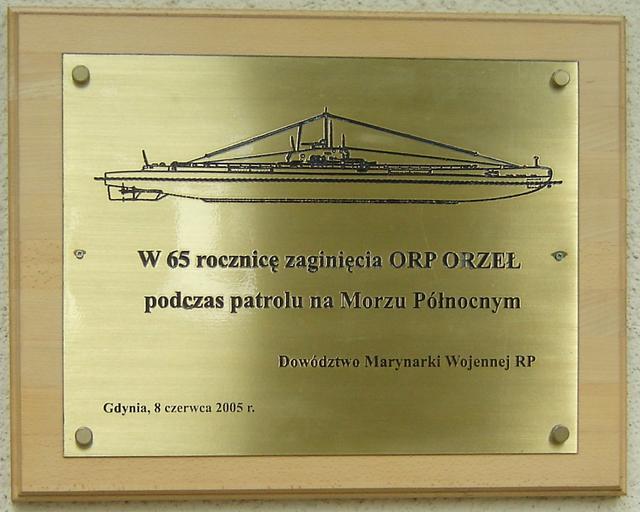 W 65 rocznicę zaginięcia ORP ORZEŁ
podczas patrolu na Morzu Północnym
Dowództwo Marynarki Wojennej RP
Gdynia, 8 czerwca 2005 r.